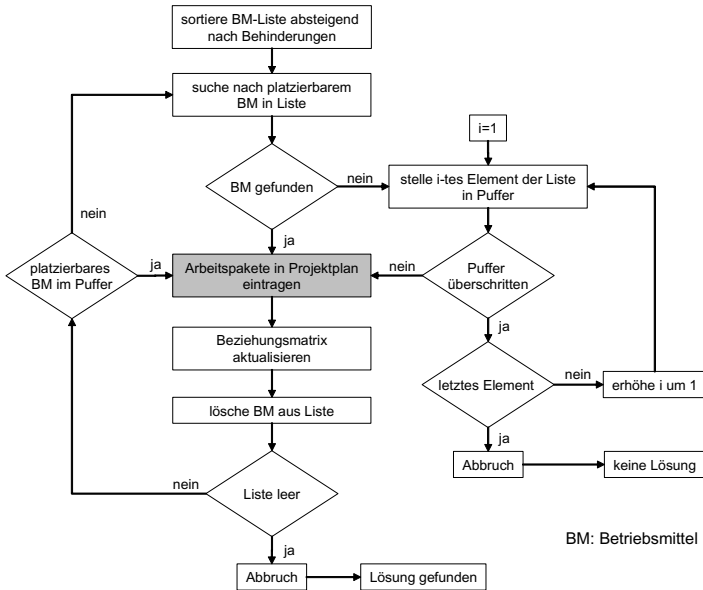 sortiere BM-Liste absteigend
nach Behinderungen
suche nach platzierbarem
BM in Liste
i=1
BM gefunden
nein
stelle i-tes Element der Liste
in Puffer
nein
ja
platzierbares
BM im Puffer
ja
Arbeitspakete in Projektplan
eintragen
nein
Puffer
überschritten
ja
Beziehungsmatrix
aktualisieren
letztes Element
nein
erhöhe i um 1
lösche BM aus Liste
ja
Abbruch
keine Lösung
nein
Liste leer
ja
BM: Betriebsmittel
Abbruch
Lösung gefunden